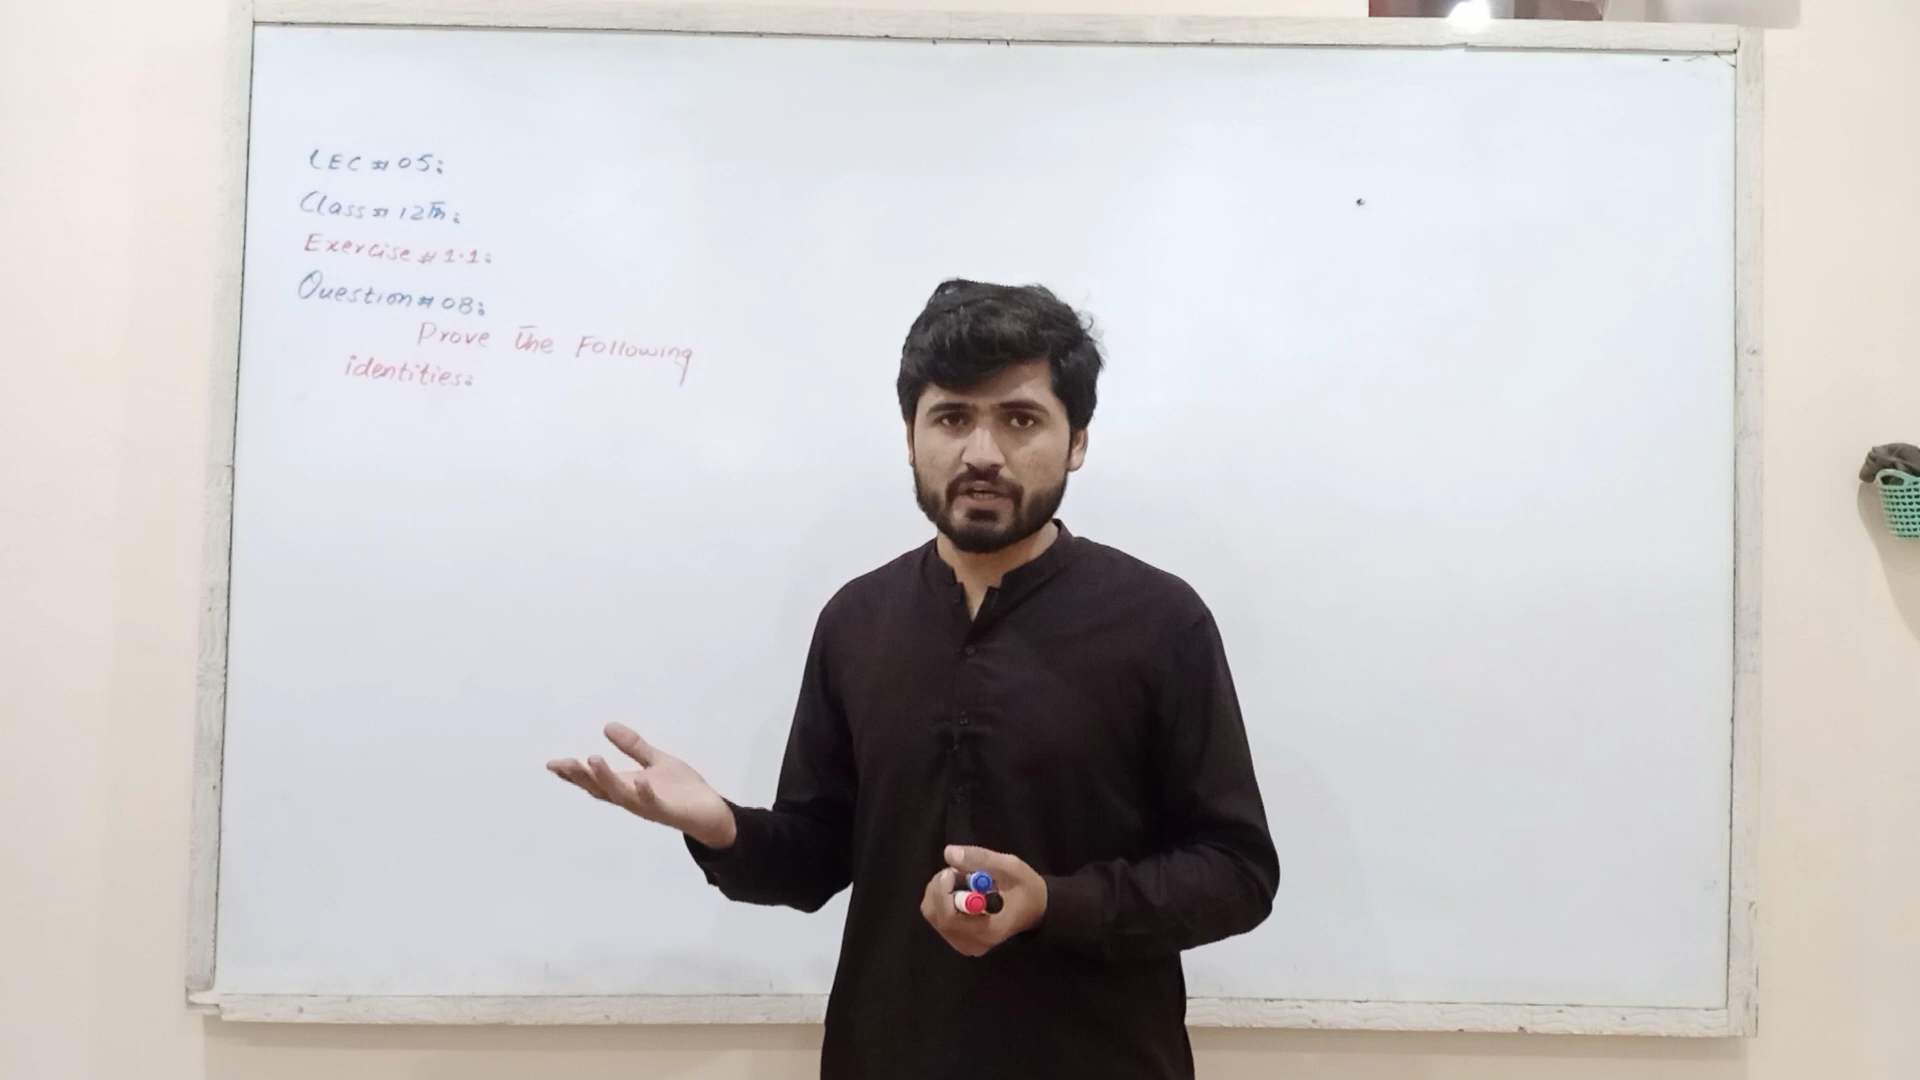 LEC # 05:
Class # 12th:
Exercise # 1.1:
Question # 08:
Prove the Following
identities: